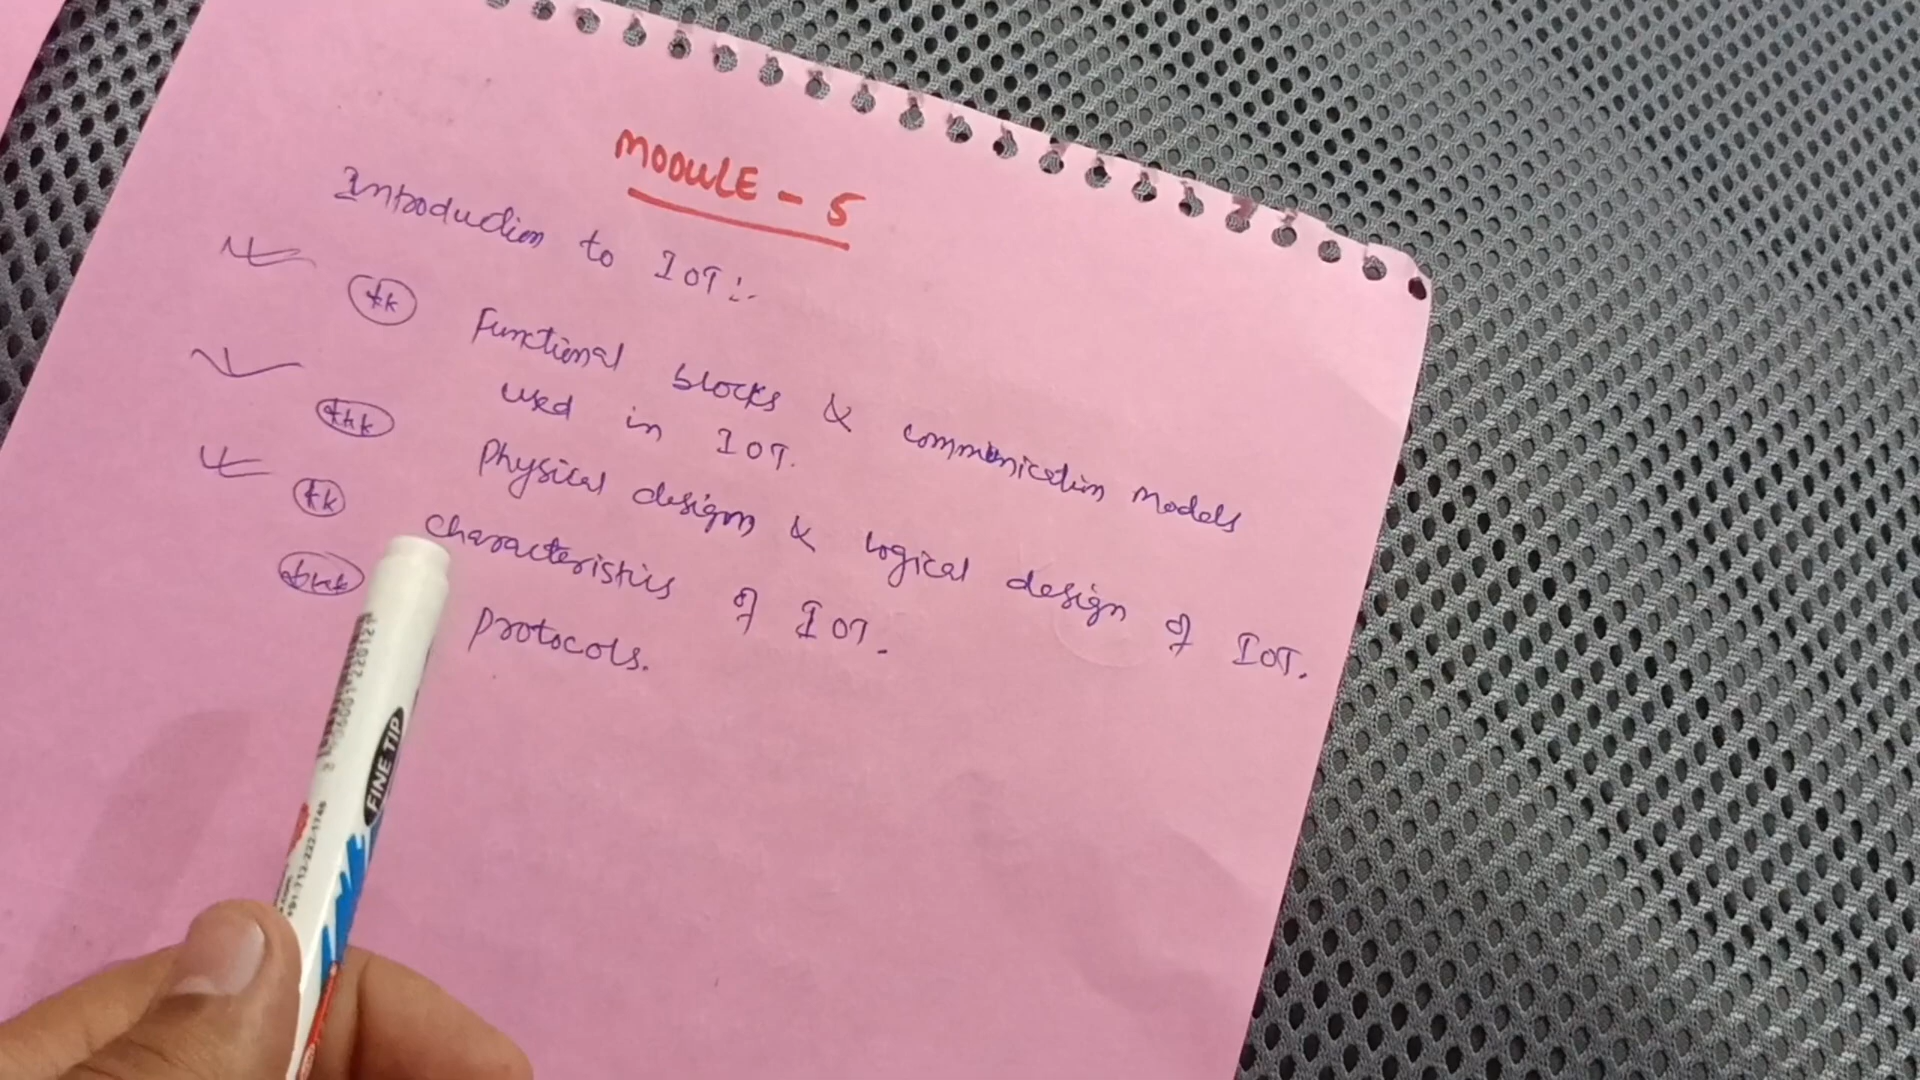 MODULE - 5
Introduction to IOT :-
** Functional blocks & communication models
used in IOT.
*** Physical design & logical design of IOT.
** characteristics of IOT.
*** Protocols.
FINE TIP